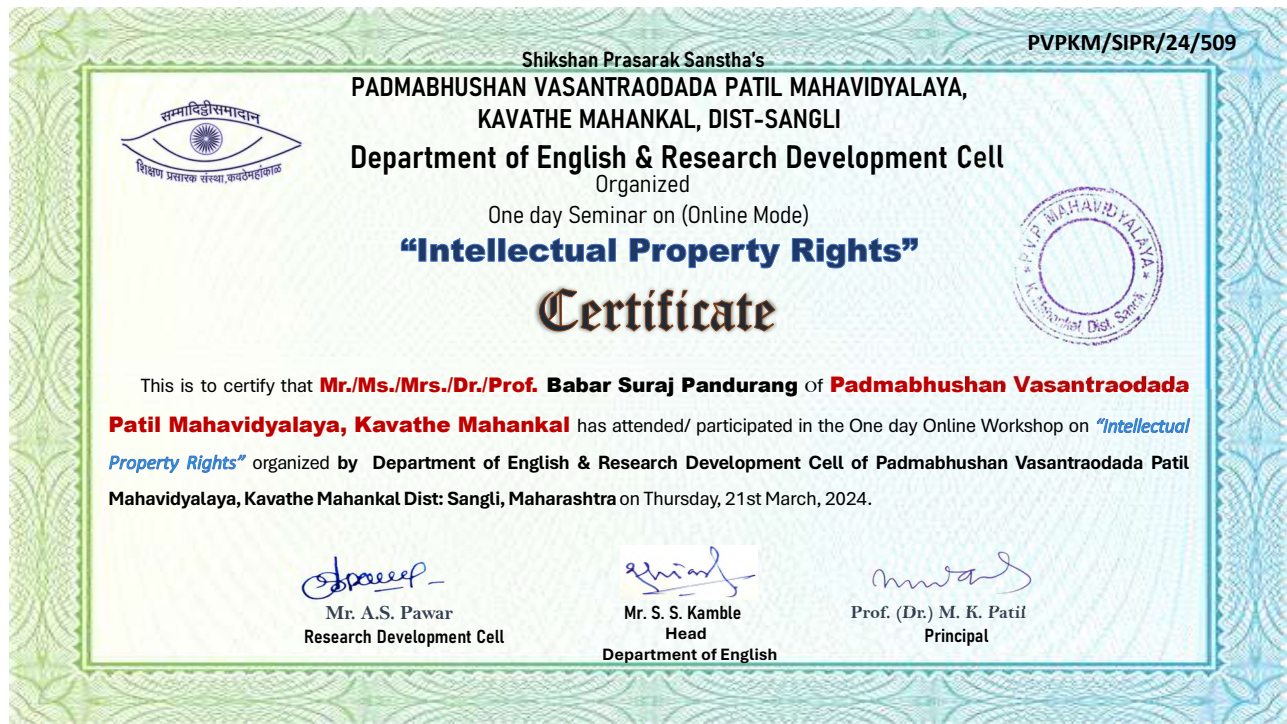 PVPKM/SIPR/24/509
Shikshan Prasarak Sanstha's
PADMABHUSHAN VASANTRAODADA PATIL MAHAVIDYALAYA,
KAVATHE MAHANKAL, DIST-SANGLI
Department of English & Research Development Cell
Organized
One day Seminar on (Online Mode)
"Intellectual Property Rights"
Certificate
सम्मादिट्ठीसमादान
शिक्षण प्रसारक संस्था,कवठेमहांकाळ
P.V.P. MAHAVIDYALAYA
K. Mahankal, Dist. Sangli.
This is to certify that Mr./Ms./Mrs./Dr./Prof. Babar Suraj Pandurang of Padmabhushan Vasantraodada
Patil Mahavidyalaya, Kavathe Mahankal has attended/ participated in the One day Online Workshop on "Intellectual
Property Rights" organized by Department of English & Research Development Cell of Padmabhushan Vasantraodada Patil
Mahavidyalaya, Kavathe Mahankal Dist: Sangli, Maharashtra on Thursday, 21st March, 2024.
Mr. A.S. Pawar
Research Development Cell
Mr. S. S. Kamble
Head
Department of English
Prof. (Dr.) M. K. Patil
Principal